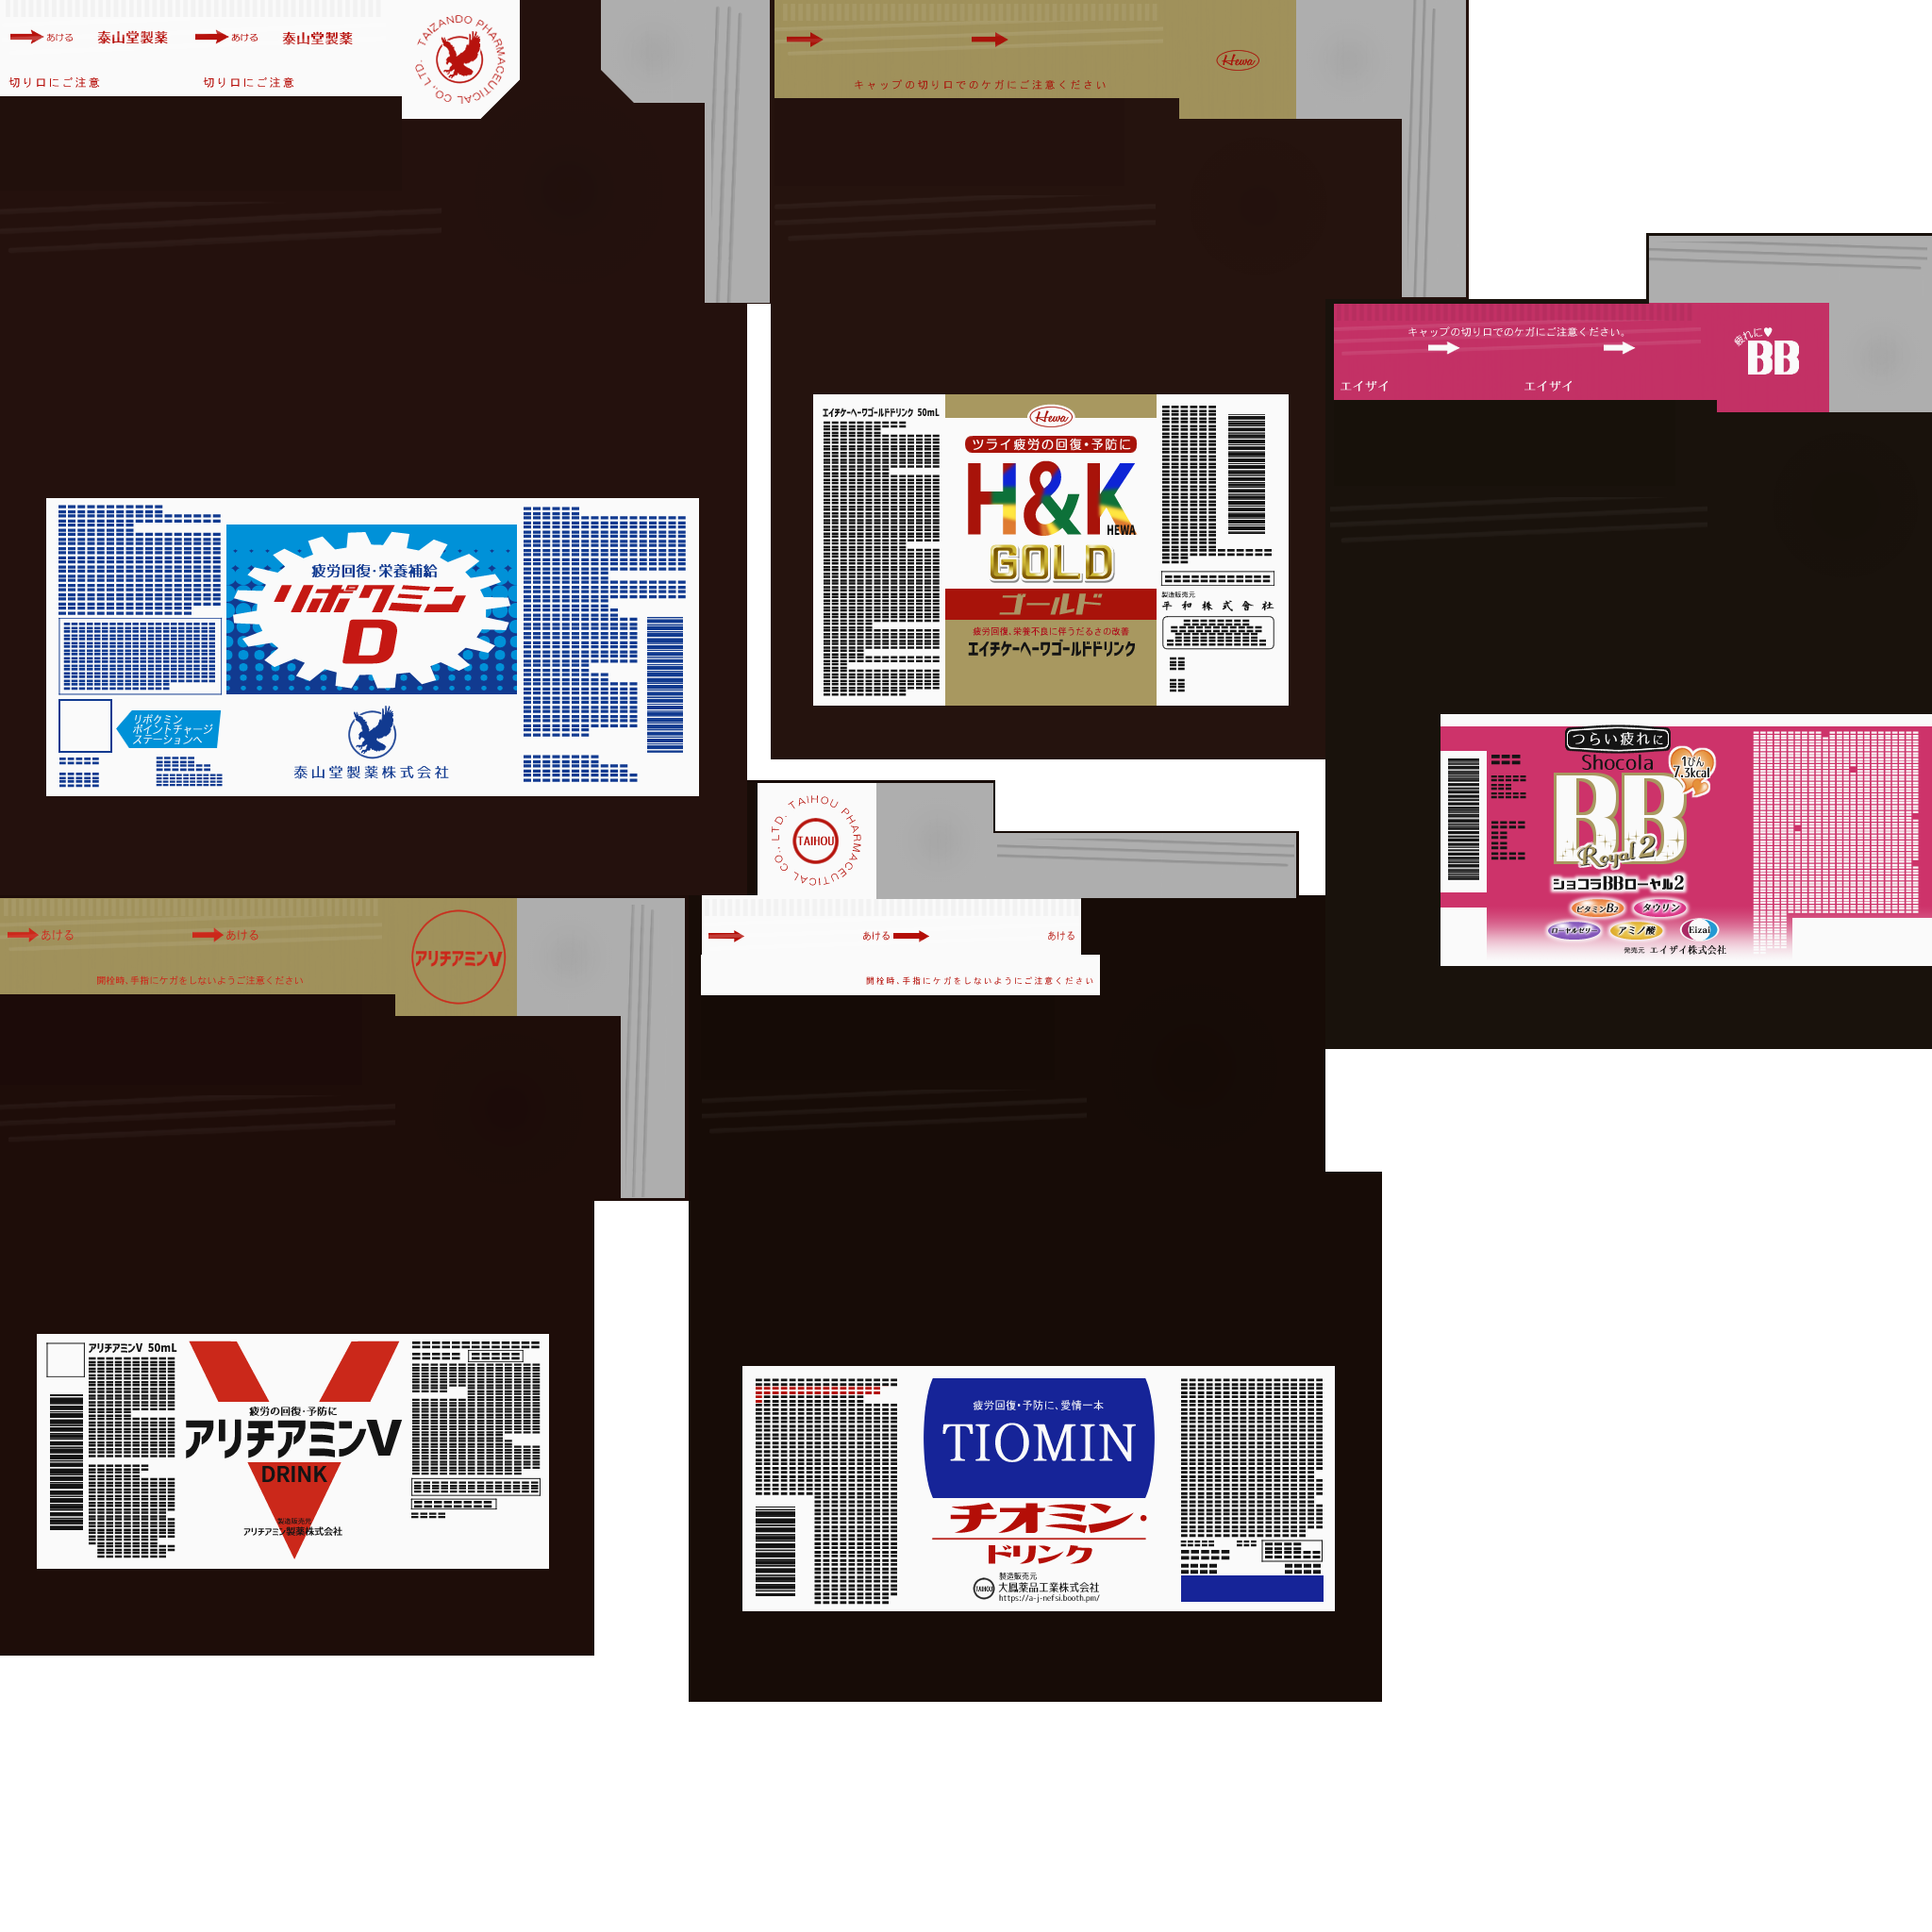 あける
泰山堂製薬
あける
泰山堂製薬
切り口にご注意
切り口にご注意
TAIZANDO PHARMACEUTICAL CO., LTD.
キャップの切り口でのケガにご注意ください
Hewa
キャップの切り口でのケガにご注意ください。
エイザイ
エイザイ
疲れに♥
BB
エイチケーヘーワゴールドドリンク 50mL
Hewa
ツライ疲労の回復・予防に
H&K
HEWA
GOLD
ゴールド
疲労回復、栄養不良に伴うだるさの改善
エイチケーヘーワゴールドドリンク
製造販売元
平和株式會社
疲労回復・栄養補給
リポクミン
D
リポクミン
ポイントチャージ
ステーションへ
泰山堂製薬株式会社
つらい疲れに
Shocola
BB
Royal 2
1びん
7.3kcal
ショコラBBローヤル2
ビタミンB2
タウリン
ローヤルゼリー
アミノ酸
Eizai
発売元 エイザイ株式会社
TAIHOU PHARMACEUTICAL CO., LTD.
TAIHOU
あける
あける
開栓時、手指にケガをしないようご注意ください
アリチアミンV
あける
あける
開栓時、手指にケガをしないようにご注意ください
アリチアミンV 50mL
疲労の回復・予防に
アリチアミンV
DRINK
製造販売元
アリチアミン製薬株式会社
疲労回復・予防に、愛情一本
TIOMIN
チオミン・
ドリンク
TAIHOU
製造販売元
大鳳薬品工業株式会社
https://a-j-nefsi.booth.pm/